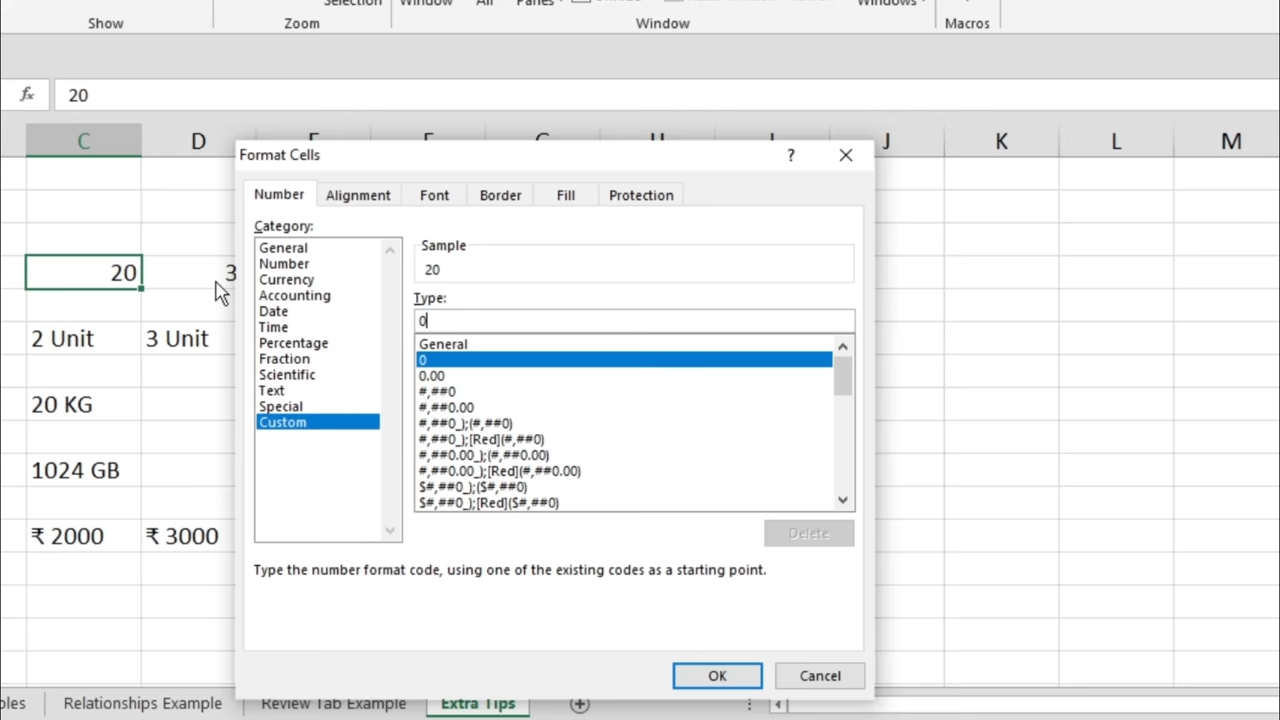 Selection
Window All Panes Windows
Show Zoom Window Macros
fx 20
C D J K L M
Format Cells ? ×
Number Alignment Font Border Fill Protection
Category:
General
Number
Currency
Accounting
Date
Time
Percentage
Fraction
Scientific
Text
Special
Custom
Sample
20
Type:
0
General
0
0.00
#,##0
#,##0.00
#,##0_);(#,##0)
#,##0_);[Red](#,##0)
#,##0.00_);(#,##0.00)
#,##0.00_);[Red](#,##0.00)
$#,##0_);($#,##0)
$#,##0_);[Red]($#,##0)
Delete
Type the number format code, using one of the existing codes as a starting point.
OK Cancel
20 3
2 Unit 3 Unit
20 KG
1024 GB
₹ 2000 ₹ 3000
Relationships Example Review Tab Example Extra Tips